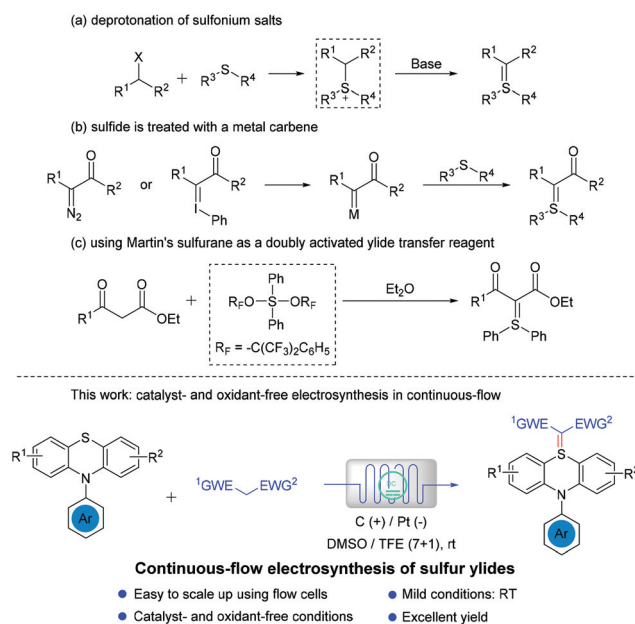 (a) deprotonation of sulfonium salts
X
R1 R2
+
R3 S R4
R1 R2
R3 S R4
+
Base
R1 R2
R3 S R4
(b) sulfide is treated with a metal carbene
R1 O R2
N2
or
R1 O R2
I Ph
R1 O R2
M
R3 S R4
R1 O R2
R3 S R4
(c) using Martin's sulfurane as a doubly activated ylide transfer reagent
O O
R1 OEt
+
Ph
RFO S ORF
Ph
RF = -C(CF3)2C6H5
Et2O
O O
R1 OEt
Ph S Ph
This work: catalyst- and oxidant-free electrosynthesis in continuous-flow
R1 S R2
N
Ar
+
1GWE EWG2
DC
C (+) / Pt (-)
DMSO / TFE (7+1), rt
1GWE EWG2
R1 S R2
N
Ar
Continuous-flow electrosynthesis of sulfur ylides
Easy to scale up using flow cells
Mild conditions: RT
Catalyst- and oxidant-free conditions
Excellent yield